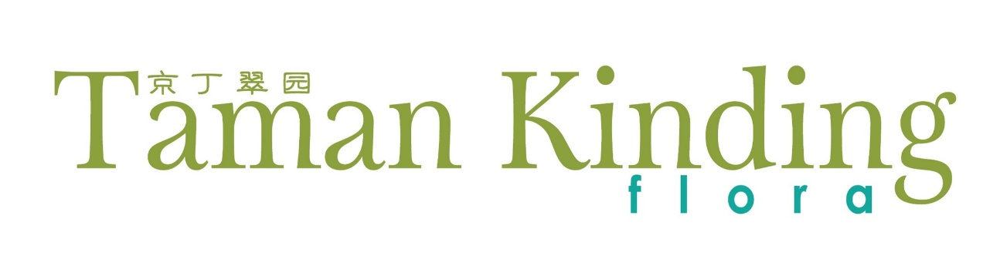 京丁翠园
Taman Kinding
flora